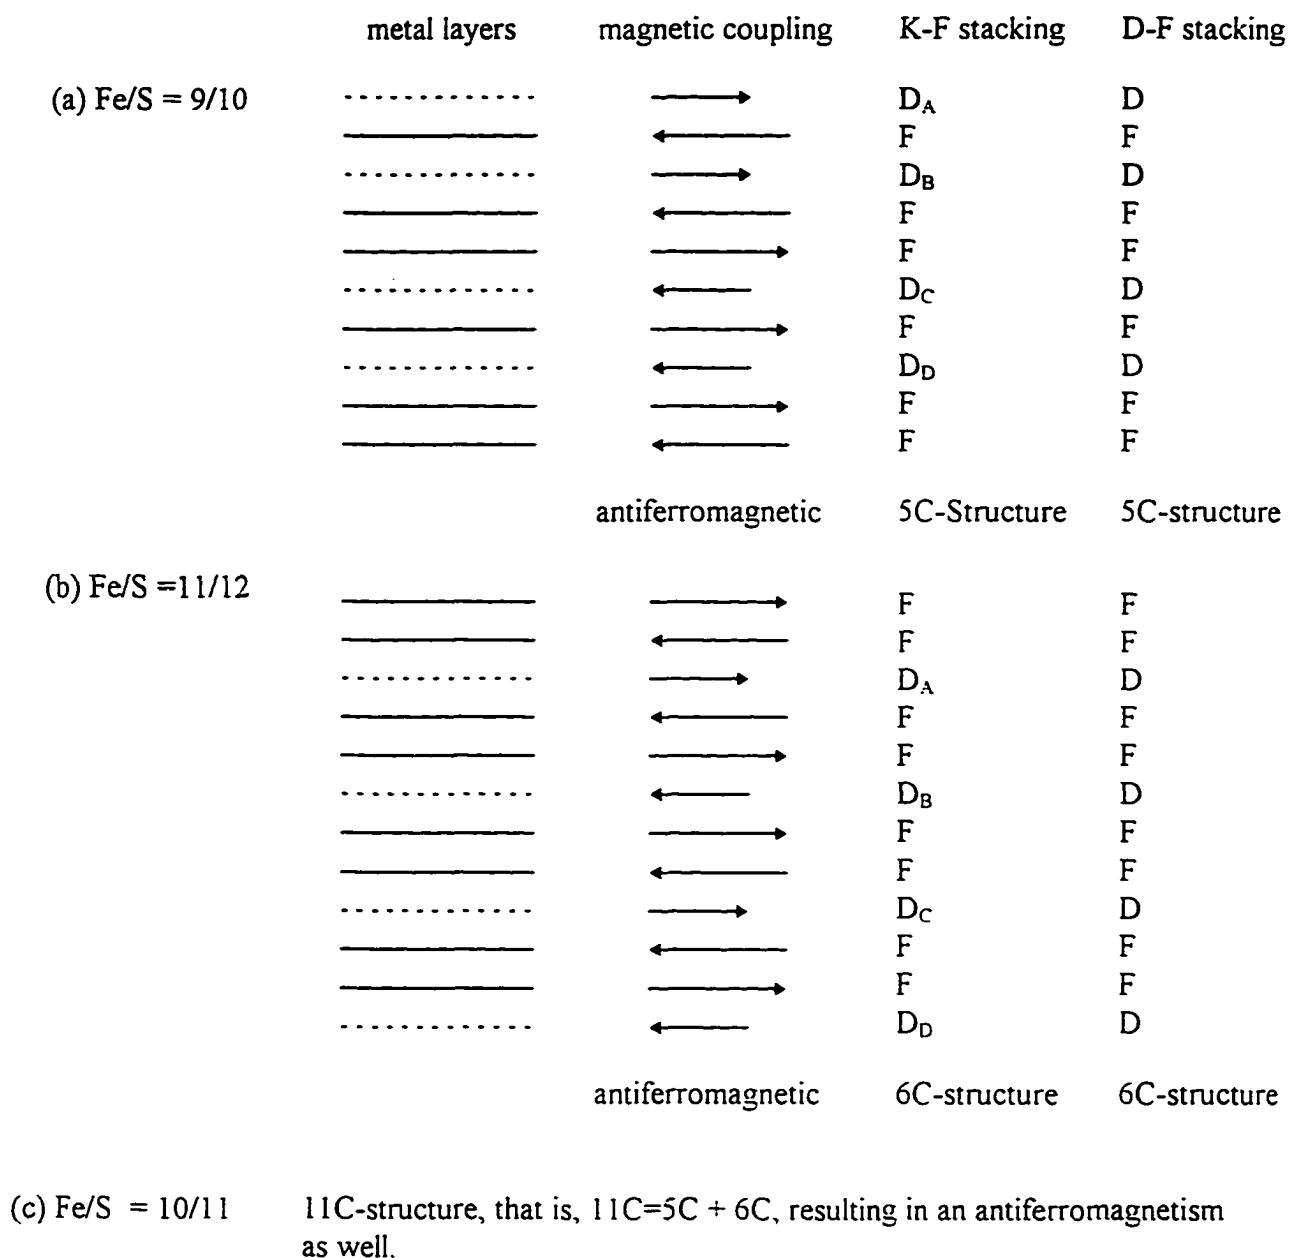 metal layers magnetic coupling K-F stacking D-F stacking
(a) Fe/S = 9/10 D_A D
F F
D_B D
F F
F F
D_C D
F F
D_D D
F F
F F
antiferromagnetic 5C-Structure 5C-structure
(b) Fe/S =11/12 F F
F F
D_A D
F F
F F
D_B D
F F
F F
D_C D
F F
F F
D_D D
antiferromagnetic 6C-structure 6C-structure
(c) Fe/S = 10/11 11C-structure, that is, 11C=5C + 6C, resulting in an antiferromagnetism
as well.